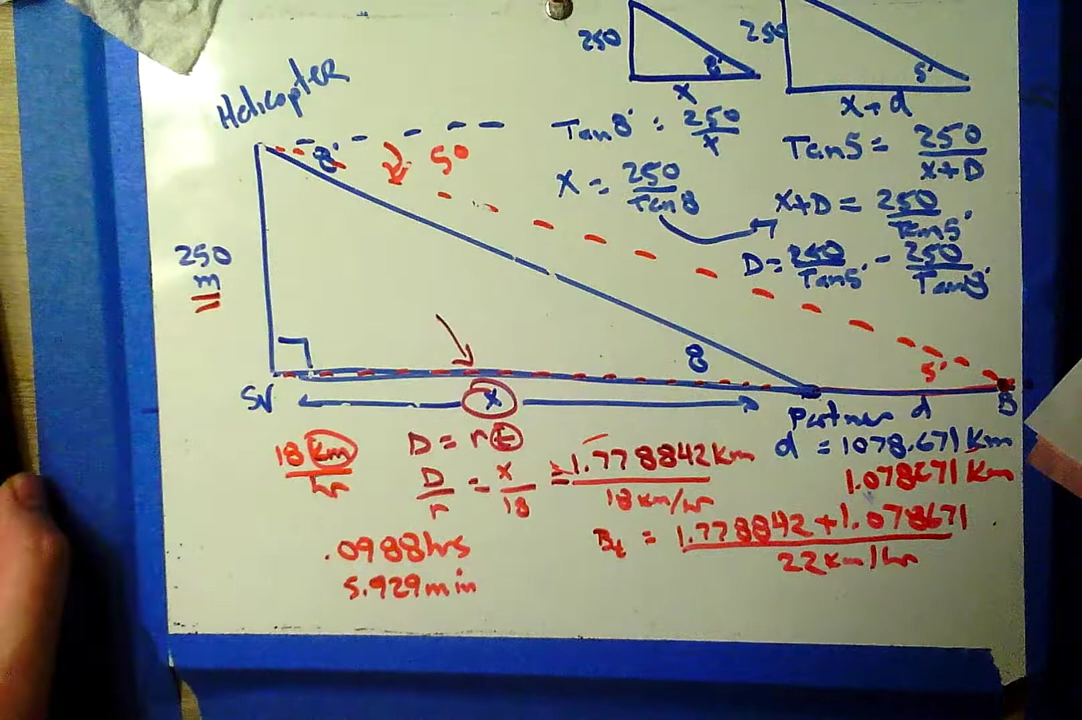 250
8°
x
250
5°
x + d
Helicopter
8°
5°
Tan 8° = 250/x
x = 250/Tan 8
Tan 5 = 250/x+D
x+D = 250/Tan 5°
D = 250/Tan 5° - 250/Tan 8°
250
m
8
5°
SV
x
Partner
d
B
18 km/hr
D = rt
D/r = x/18 = 1.778842 km/18 km/hr
.0988 hrs
5.929 min
d = 1078.671 Km
1.078671 Km
Bt = 1.778842 + 1.078671/22 km/hr